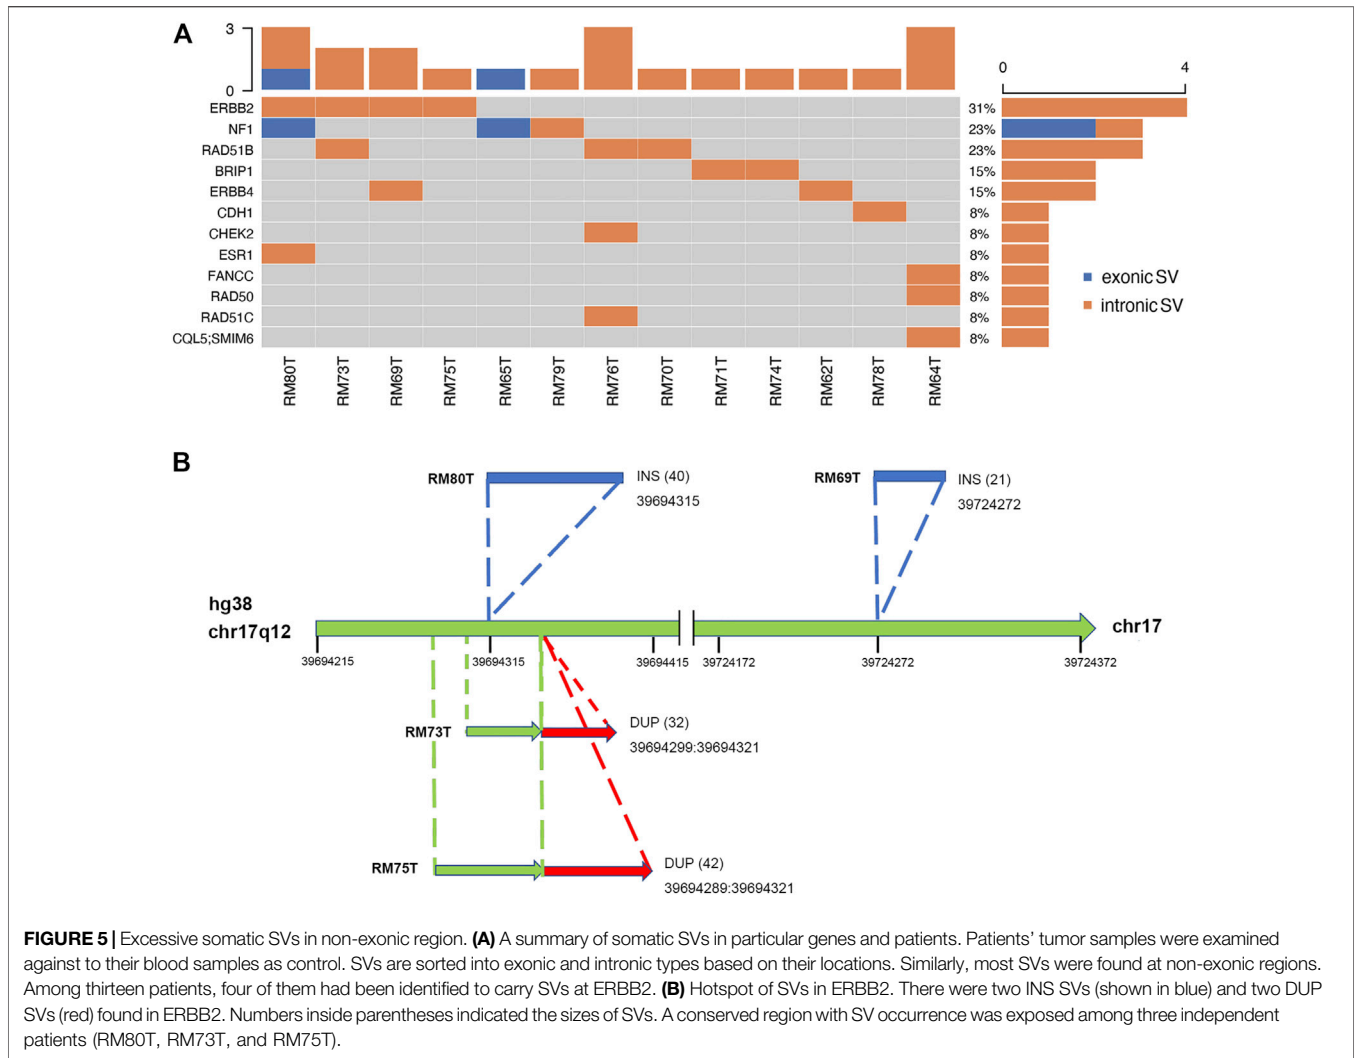 A
3
0
0
4
ERBB2
31%
NF1
23%
RAD51B
23%
BRIP1
15%
ERBB4
15%
CDH1
8%
CHEK2
8%
ESR1
8%
FANCC
8%
RAD50
8%
RAD51C
8%
CQL5;SMIM6
8%
exonic SV
intronic SV
RM80T
RM73T
RM69T
RM75T
RM65T
RM79T
RM76T
RM70T
RM71T
RM74T
RM62T
RM78T
RM64T
B
RM80T
INS (40)
39694315
RM69T
INS (21)
39724272
hg38
chr17q12
chr17
39694215
39694315
39694415
39724172
39724272
39724372
RM73T
DUP (32)
39694299:39694321
RM75T
DUP (42)
39694289:39694321
FIGURE 5 | Excessive somatic SVs in non-exonic region. (A) A summary of somatic SVs in particular genes and patients. Patients' tumor samples were examined
against to their blood samples as control. SVs are sorted into exonic and intronic types based on their locations. Similarly, most SVs were found at non-exonic regions.
Among thirteen patients, four of them had been identified to carry SVs at ERBB2. (B) Hotspot of SVs in ERBB2. There were two INS SVs (shown in blue) and two DUP
SVs (red) found in ERBB2. Numbers inside parentheses indicated the sizes of SVs. A conserved region with SV occurrence was exposed among three independent
patients (RM80T, RM73T, and RM75T).